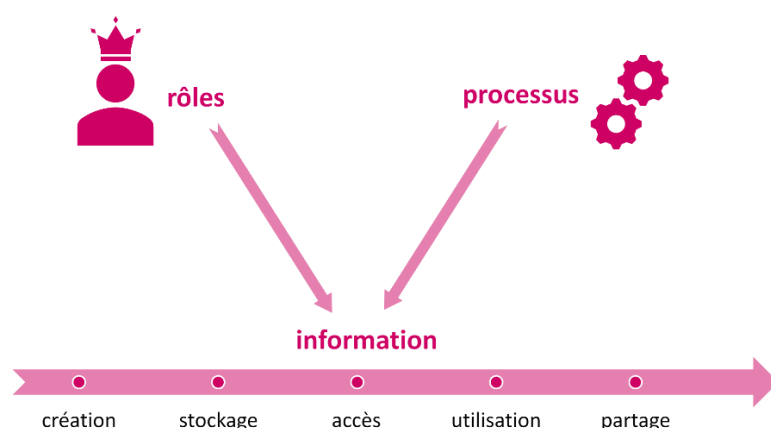 rôles
processus
information
création
stockage
accès
utilisation
partage